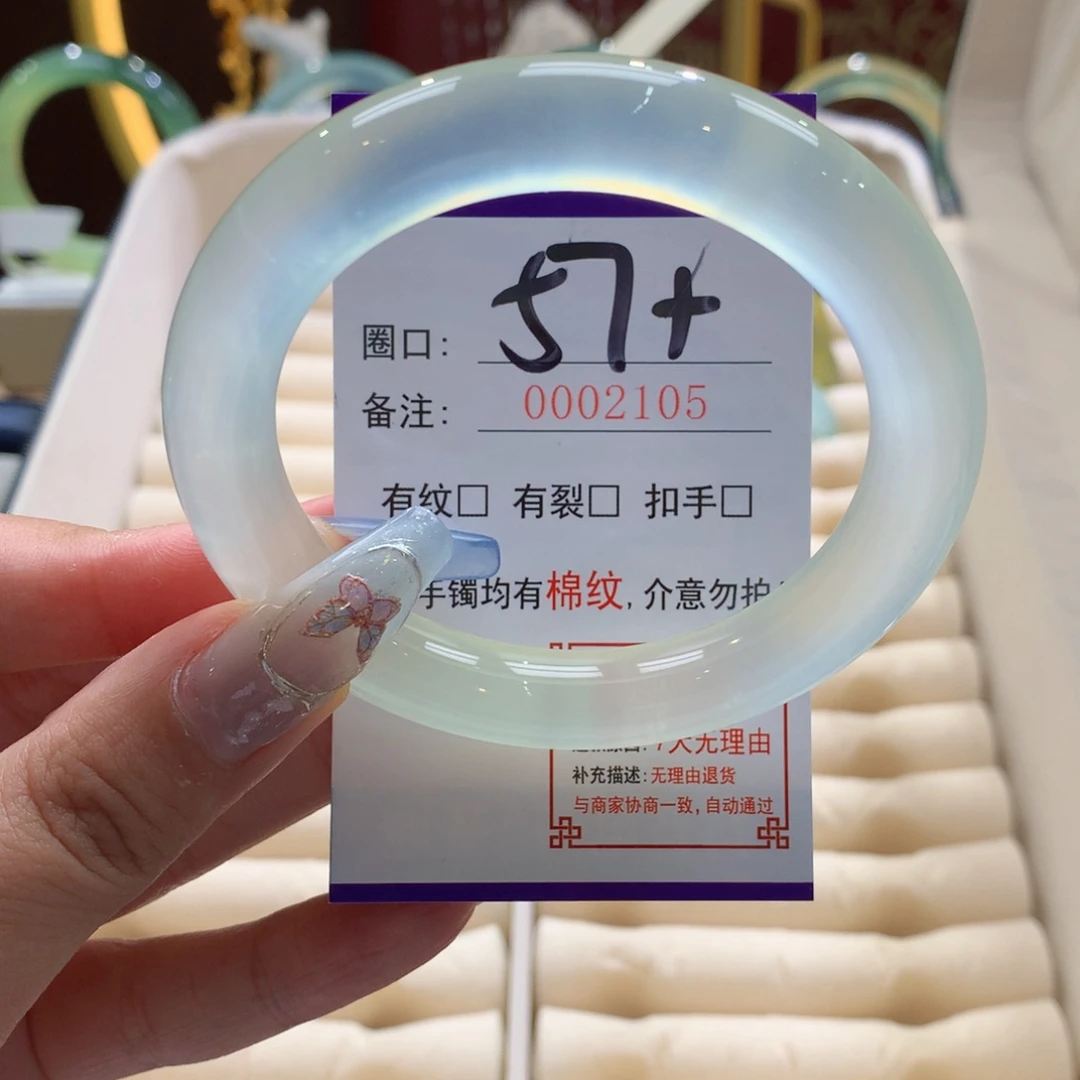 圈口： 57+
备注： 0002105
有纹□ 有裂□ 扣手□
手镯均有棉纹，介意勿拍
7天无理由
补充描述：无理由退货
与商家协商一致，自动通过